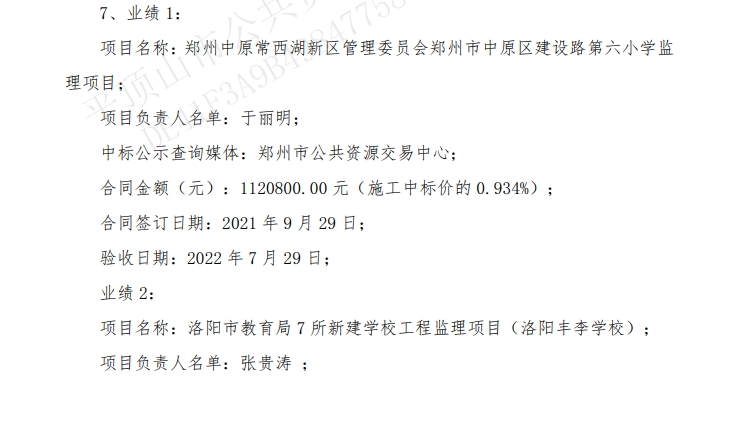 7、业绩 1：
项目名称：郑州中原常西湖新区管理委员会郑州市中原区建设路第六小学监
理项目；
项目负责人名单：于丽明；
中标公示查询媒体：郑州市公共资源交易中心；
合同金额（元）：1120800.00 元（施工中标价的 0.934%）；
合同签订日期：2021 年 9 月 29 日；
验收日期：2022 年 7 月 29 日；
业绩 2：
项目名称：洛阳市教育局 7 所新建学校工程监理项目（洛阳丰李学校）；
项目负责人名单：张贵涛 ；
平顶山市公共资